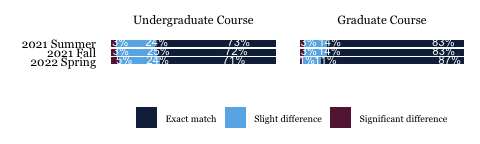 Undergraduate Course Graduate Course
2021 Summer 3% 24% 73% 3% 14% 83%
2021 Fall 3% 25% 72% 3% 14% 83%
2022 Spring 5% 24% 71% 1% 11% 87%
Exact match Slight difference Significant difference